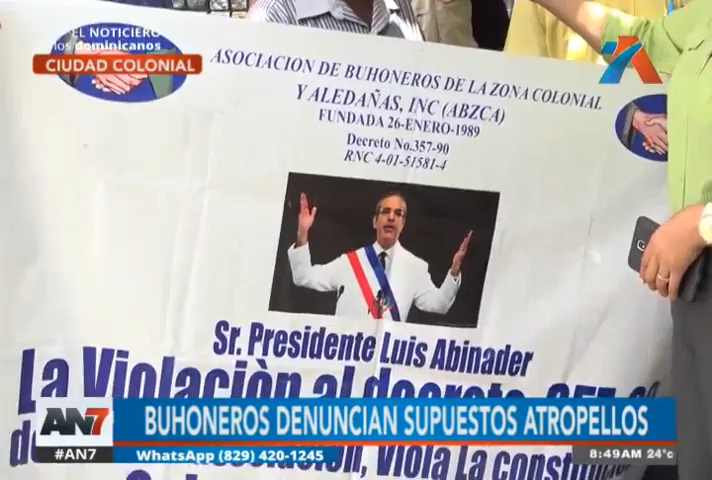 EL NOTICIERO
los dominicanos
CIUDAD COLONIAL
ASOCIACION DE BUHONEROS DE LA ZONA COLONIAL
Y ALEDAÑAS, INC (ABZCA)
FUNDADA 26-ENERO-1989
Decreto No.357-90
RNC 4-01-51581-4
Sr. Presidente Luis Abinader
La Violaciòn al decreto
Viola La
AN7
BUHONEROS DENUNCIAN SUPUESTOS ATROPELLOS
#AN7
WhatsApp (829) 420-1245
8:49AM 24°C